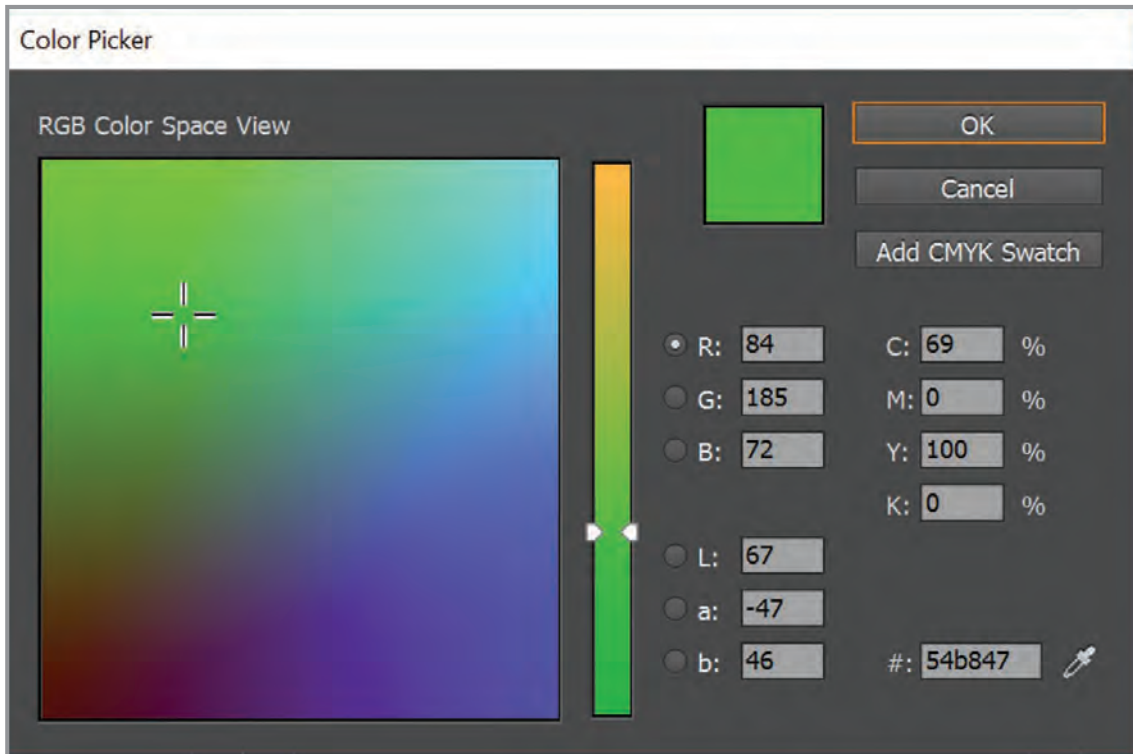 Color Picker
RGB Color Space View
OK
Cancel
Add CMYK Swatch
R: 84
C: 69 %
G: 185
M: 0 %
B: 72
Y: 100 %
K: 0 %
L: 67
a: -47
b: 46
#: 54b847